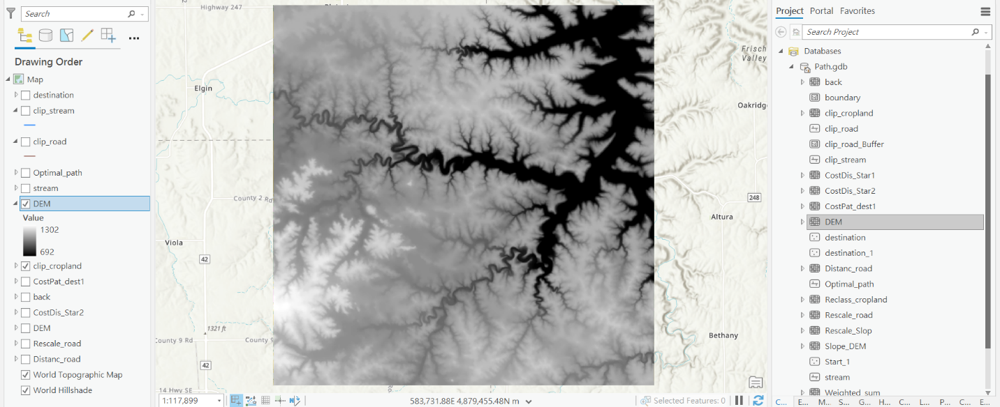 Search
Drawing Order
Map
destination
clip_stream
clip_road
Optimal_path
stream
DEM
Value
1302
692
clip_cropland
CostPat_dest1
back
CostDis_Star2
DEM
Rescale_road
Distanc_road
World Topographic Map
World Hillshade
Highway 247
Elgin
County 2 Rd
Viola
42
1321 ft
County 9 Rd
County 9
42
14 Hwy SE
Frisch
Valley
Oakridg
248
Altura
Bethany
1:117,899
583,731.88E 4,879,455.48N m
Selected Features: 0
Project Portal Favorites
Search Project
Databases
Path.gdb
back
boundary
clip_cropland
clip_road
clip_road_Buffer
clip_stream
CostDis_Star1
CostDis_Star2
CostPat_dest1
DEM
destination
destination_1
Distanc_road
Optimal_path
Reclass_cropland
Rescale_road
Rescale_Slop
Slope_DEM
Start_1
stream
Weighted_sum
C... E... M... S... G... H... C... C... P... C... E...